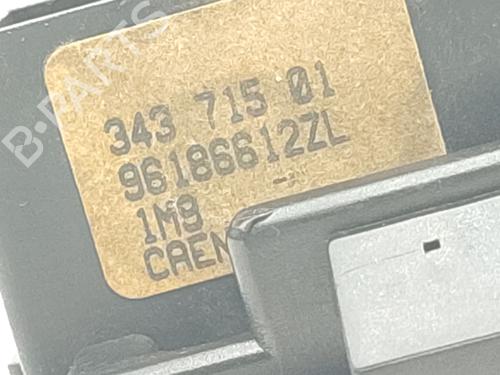 B-PARTS
343 715 01
96186612ZL
1M9 -
CAEN